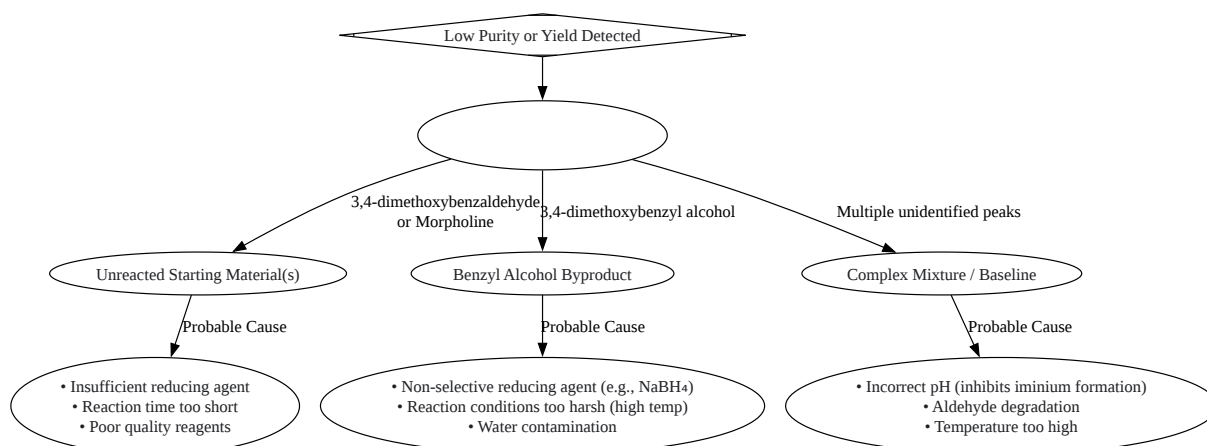 Low Purity or Yield Detected
3,4-dimethoxybenzaldehyde
or Morpholine
3,4-dimethoxybenzyl alcohol
Multiple unidentified peaks
Unreacted Starting Material(s)
Benzyl Alcohol Byproduct
Complex Mixture / Baseline
Probable Cause
Probable Cause
Probable Cause
• Insufficient reducing agent
• Reaction time too short
• Poor quality reagents
• Non-selective reducing agent (e.g., NaBH₄)
• Reaction conditions too harsh (high temp)
• Water contamination
• Incorrect pH (inhibits iminium formation)
• Aldehyde degradation
• Temperature too high